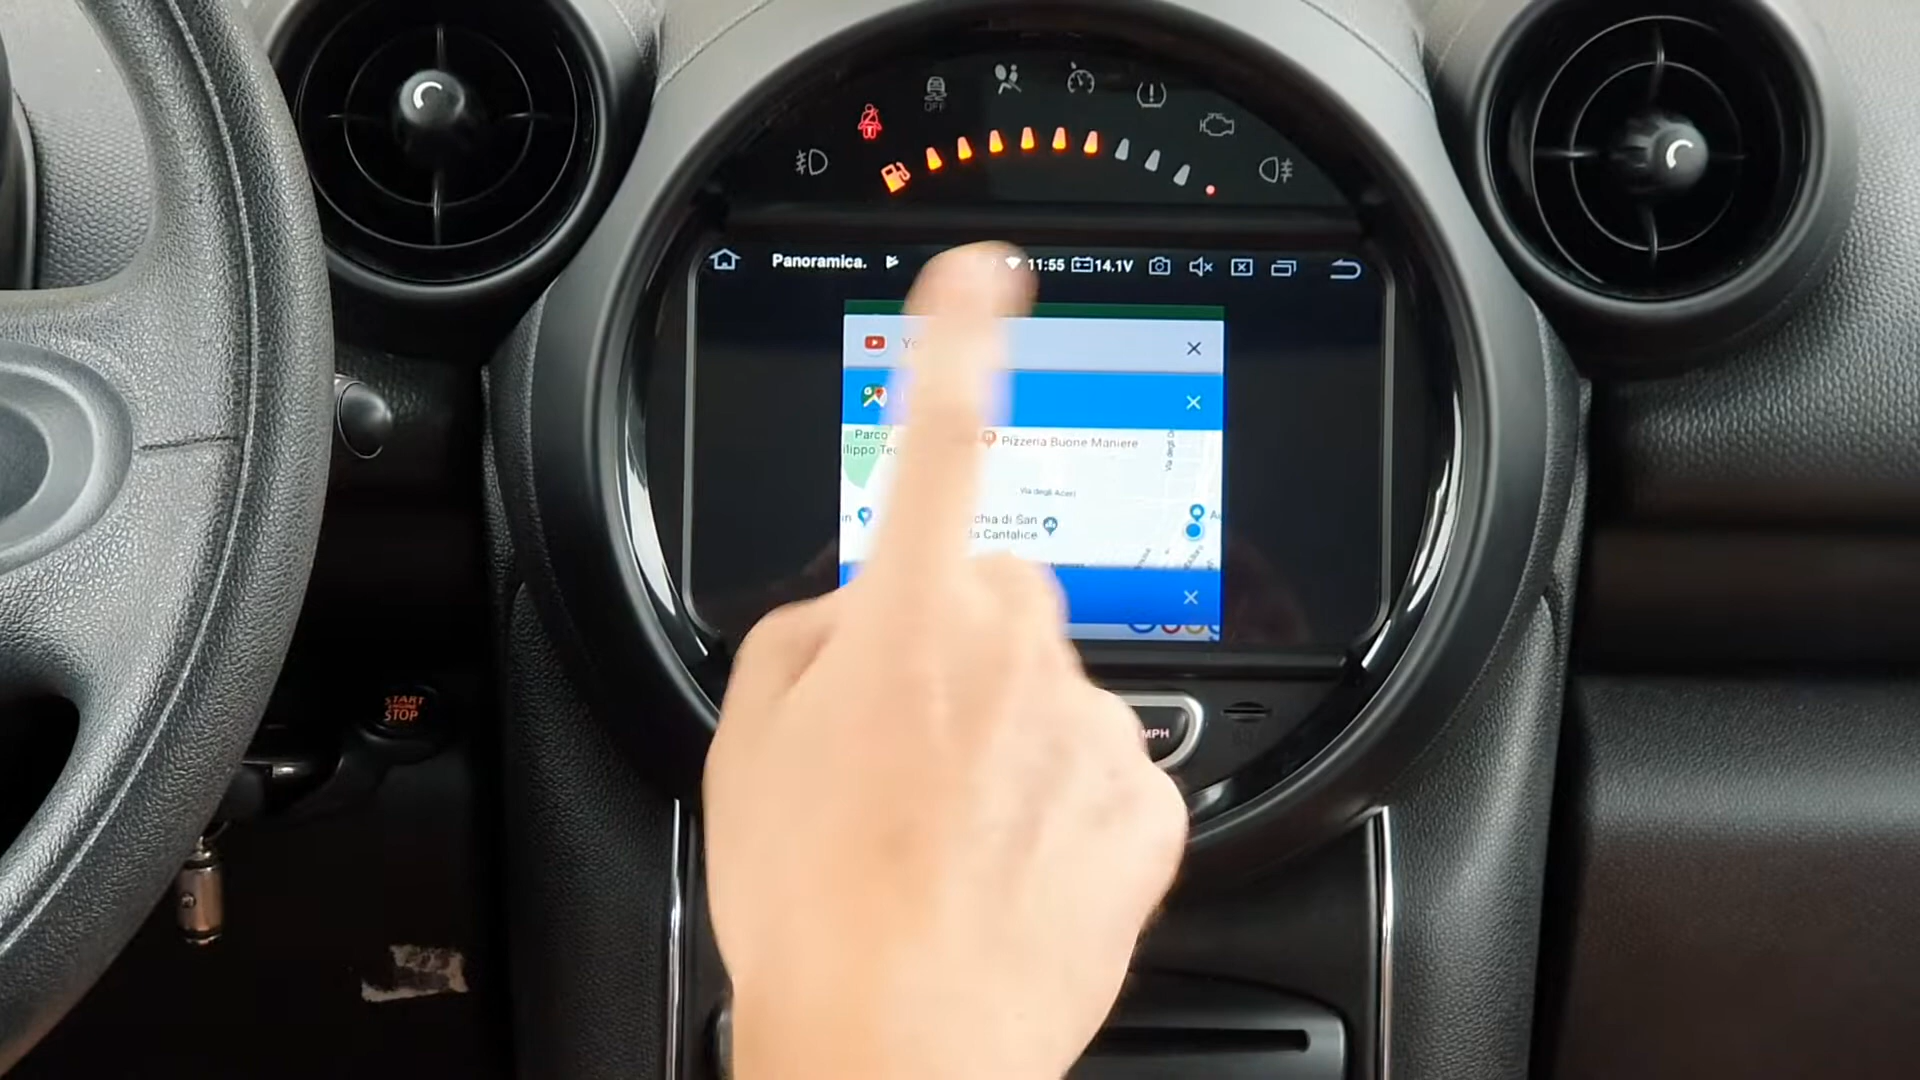 OFF
Panoramica.
11:55
14.1V
Parco
Pizzeria Buone Maniere
Via degli Aceri
chia di San
Cantalice
START
ENGINE
STOP
MPH